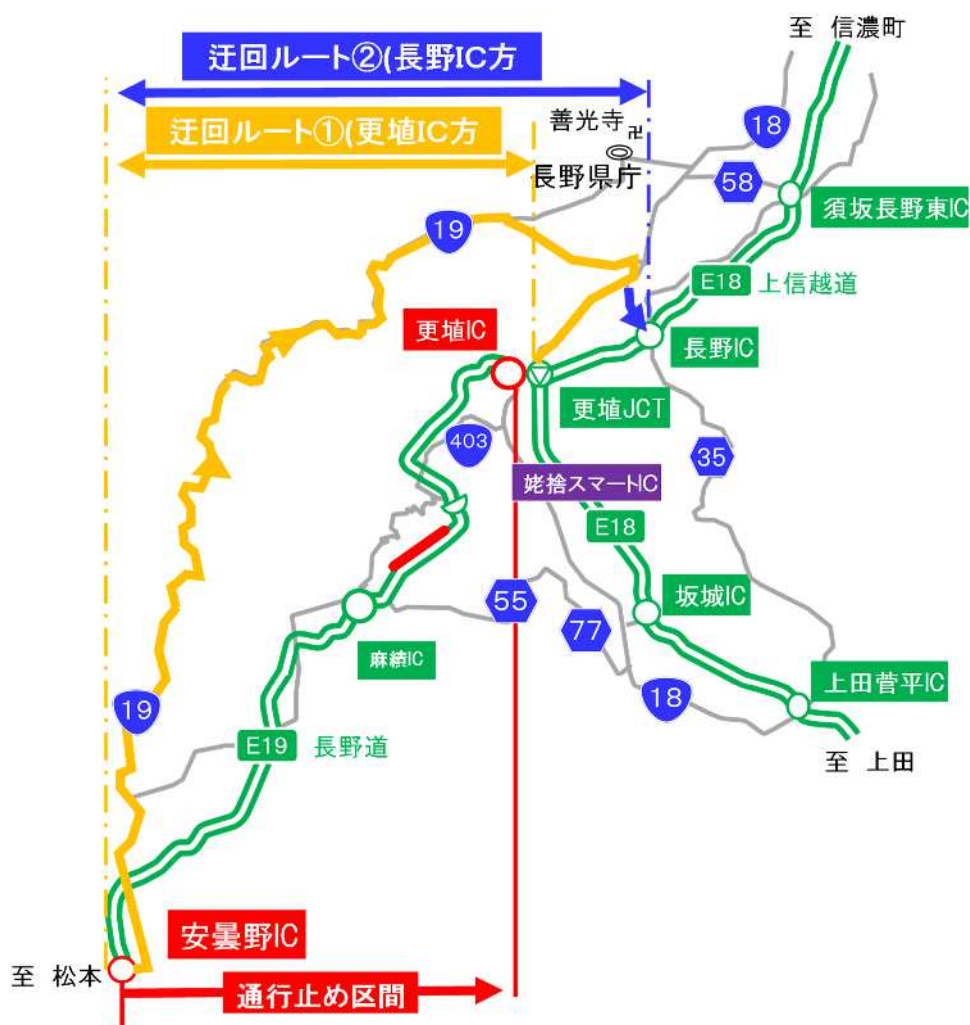 至 信濃町
迂回ルート②(長野IC方
迂回ルート①(更埴IC方
善光寺
18
長野県庁
58
須坂長野東IC
19
E18
上信越道
更埴IC
長野IC
更埴JCT
403
35
姥捨スマートIC
E18
55
坂城IC
77
麻績IC
上田菅平IC
18
19
E19
長野道
至 上田
安曇野IC
至 松本
通行止め区間